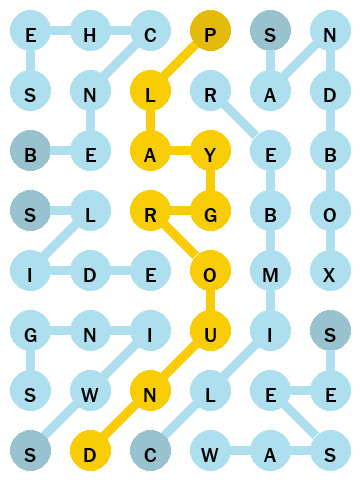 E H C P S N
S N L R A D
B E A Y E B
S L R G B O
I D E O M X
G N I U I S
S W N L E E
S D C W A S